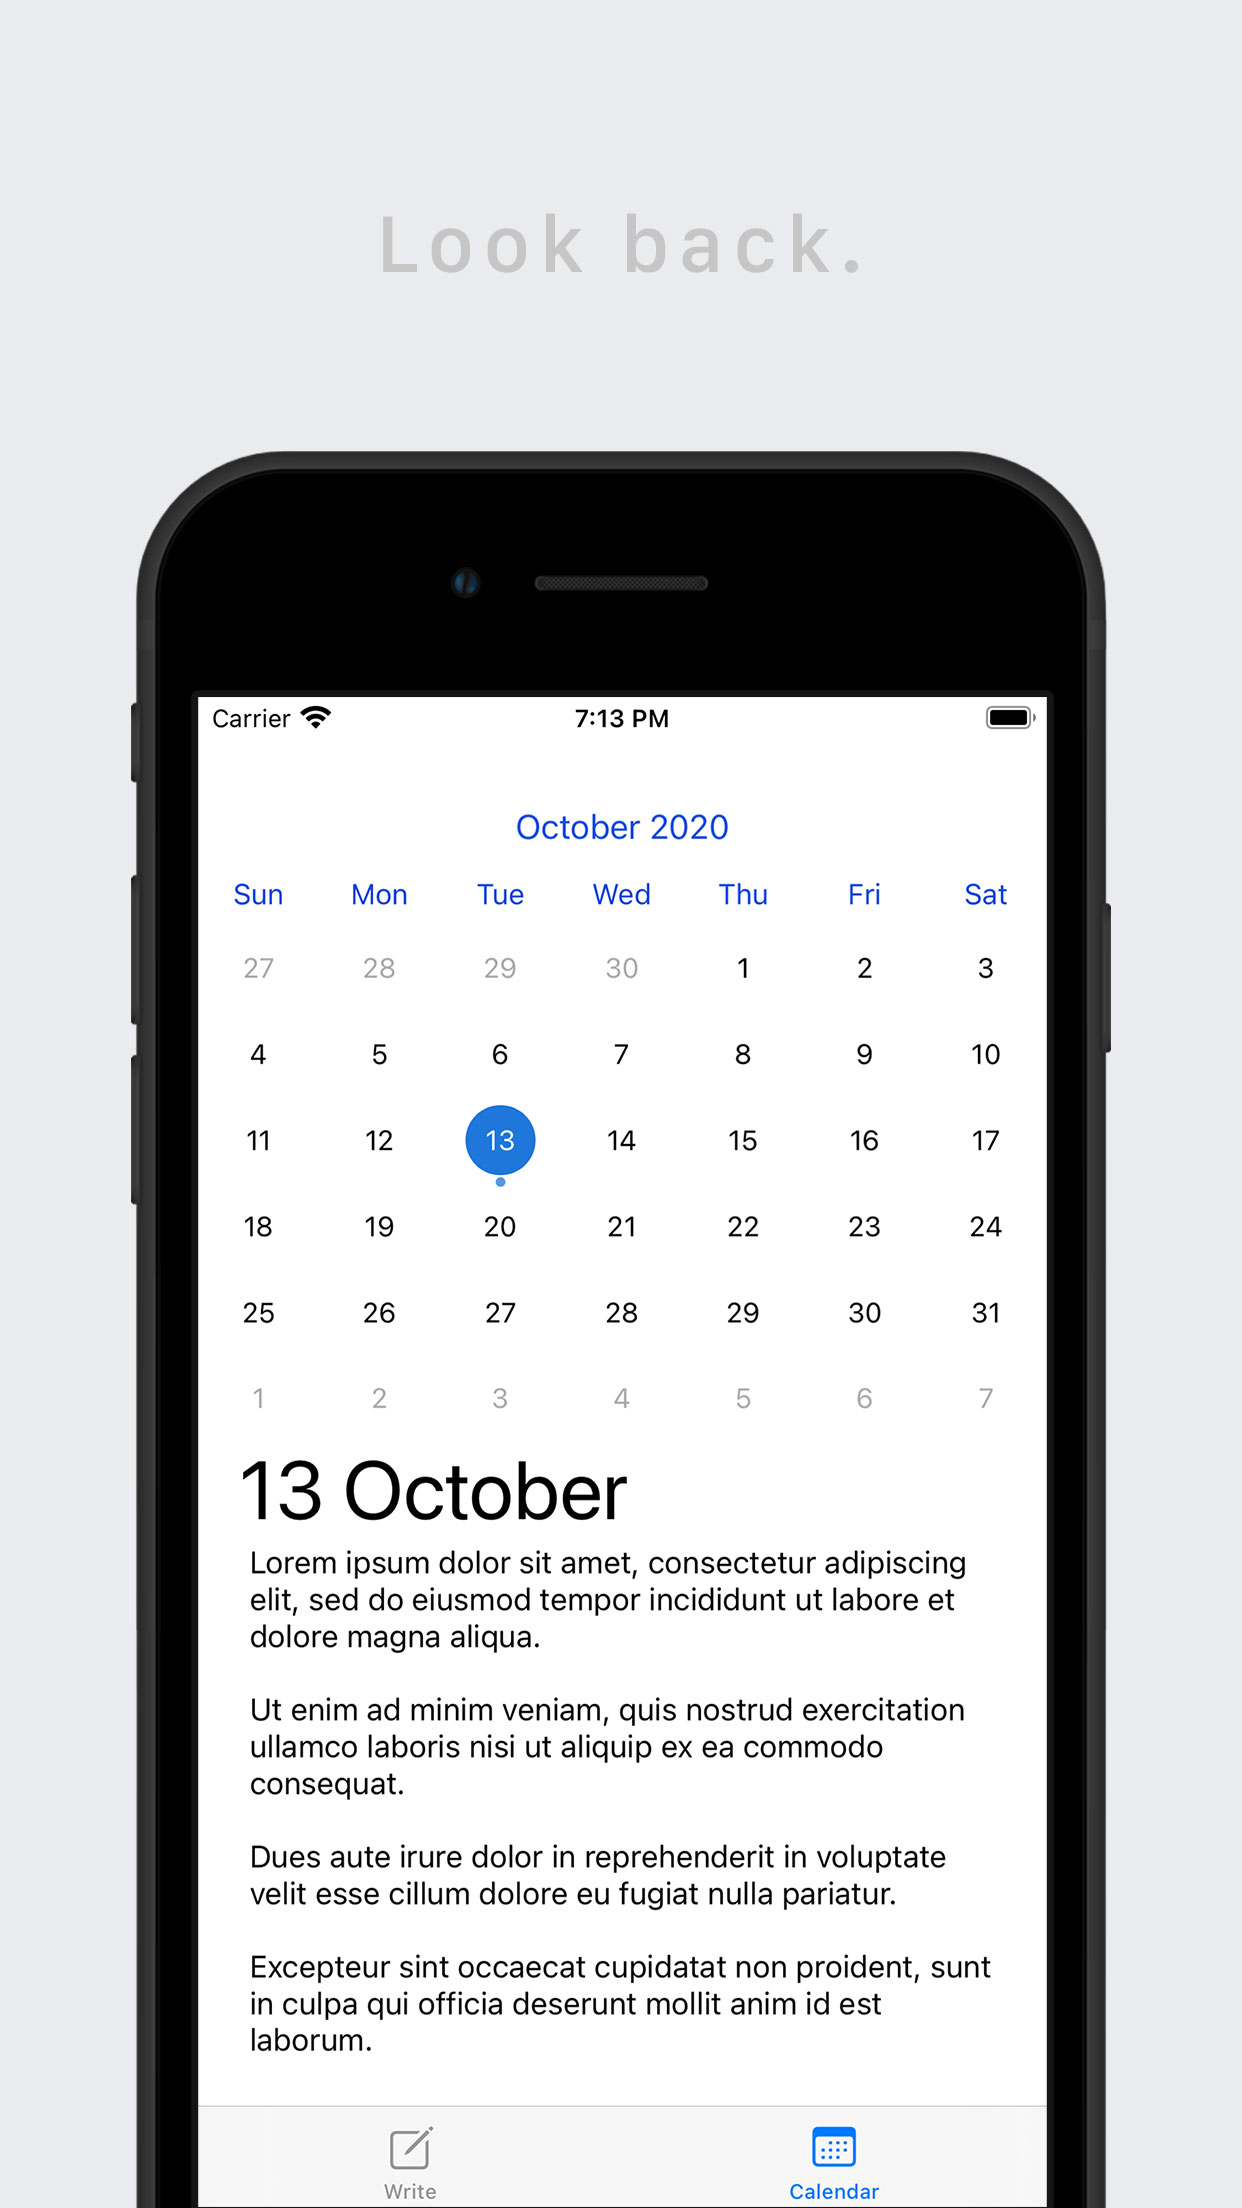 Look back.
Carrier 7:13 PM
October 2020
Sun Mon Tue Wed Thu Fri Sat
27 28 29 30 1 2 3
4 5 6 7 8 9 10
11 12 13 14 15 16 17
18 19 20 21 22 23 24
25 26 27 28 29 30 31
1 2 3 4 5 6 7
13 October
Lorem ipsum dolor sit amet, consectetur adipiscing
elit, sed do eiusmod tempor incididunt ut labore et
dolore magna aliqua.
Ut enim ad minim veniam, quis nostrud exercitation
ullamco laboris nisi ut aliquip ex ea commodo
consequat.
Dues aute irure dolor in reprehenderit in voluptate
velit esse cillum dolore eu fugiat nulla pariatur.
Excepteur sint occaecat cupidatat non proident, sunt
in culpa qui officia deserunt mollit anim id est
laborum.
Write Calendar